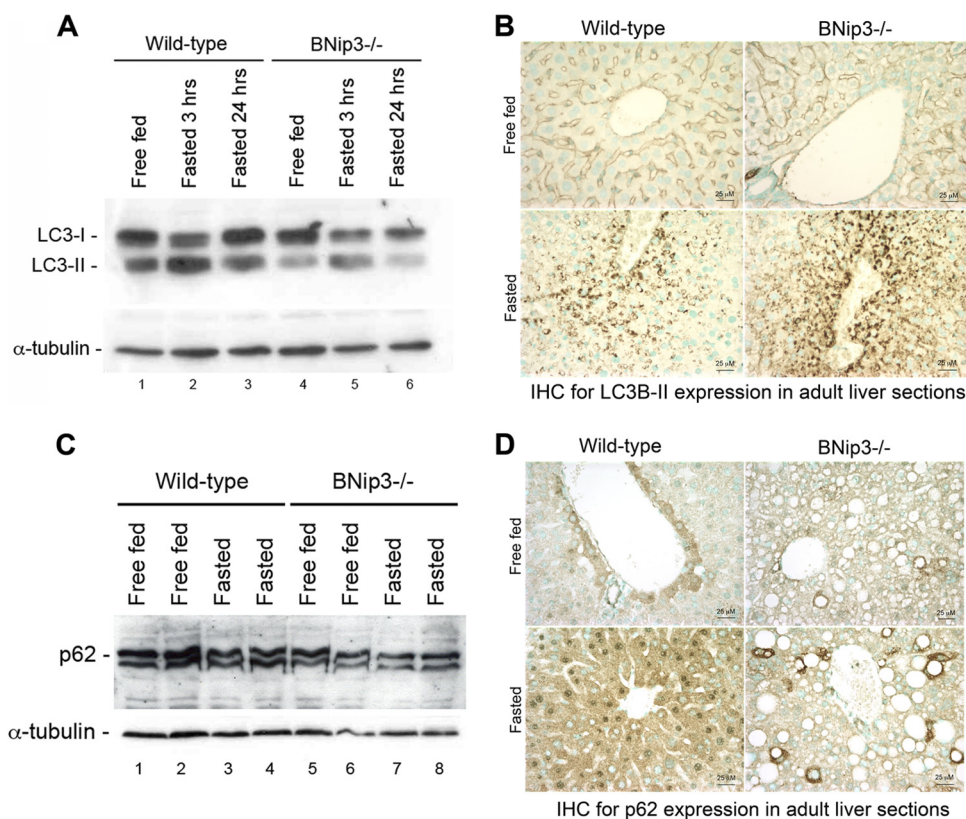 A
Wild-type
BNip3-/-
Free fed
Fasted 3 hrs
Fasted 24 hrs
Free fed
Fasted 3 hrs
Fasted 24 hrs
LC3-I -
LC3-II -
α-tubulin -
1 2 3 4 5 6
B
Wild-type
BNip3-/-
Free fed
25 µM
25 µM
Fasted
25 µM
25 µM
IHC for LC3B-II expression in adult liver sections
C
Wild-type
BNip3-/-
Free fed
Free fed
Fasted
Fasted
Free fed
Free fed
Fasted
Fasted
p62 -
α-tubulin -
1 2 3 4 5 6 7 8
D
Wild-type
BNip3-/-
Free fed
25 µM
25 µM
Fasted
25 µM
25 µM
IHC for p62 expression in adult liver sections